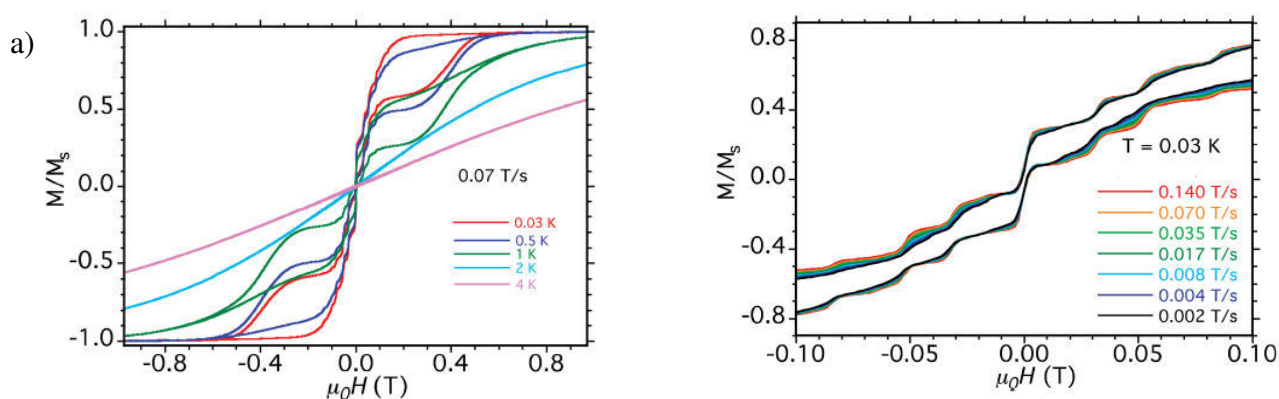 a)
M/Ms
1.0
0.5
0.0
-0.5
-1.0
0.07 T/s
0.03 K
0.5 K
1 K
2 K
4 K
-0.8
-0.4
0.0
0.4
0.8
μ0H (T)
M/Ms
0.8
0.4
0.0
-0.4
-0.8
T = 0.03 K
0.140 T/s
0.070 T/s
0.035 T/s
0.017 T/s
0.008 T/s
0.004 T/s
0.002 T/s
-0.10
-0.05
0.00
0.05
0.10
μ0H (T)